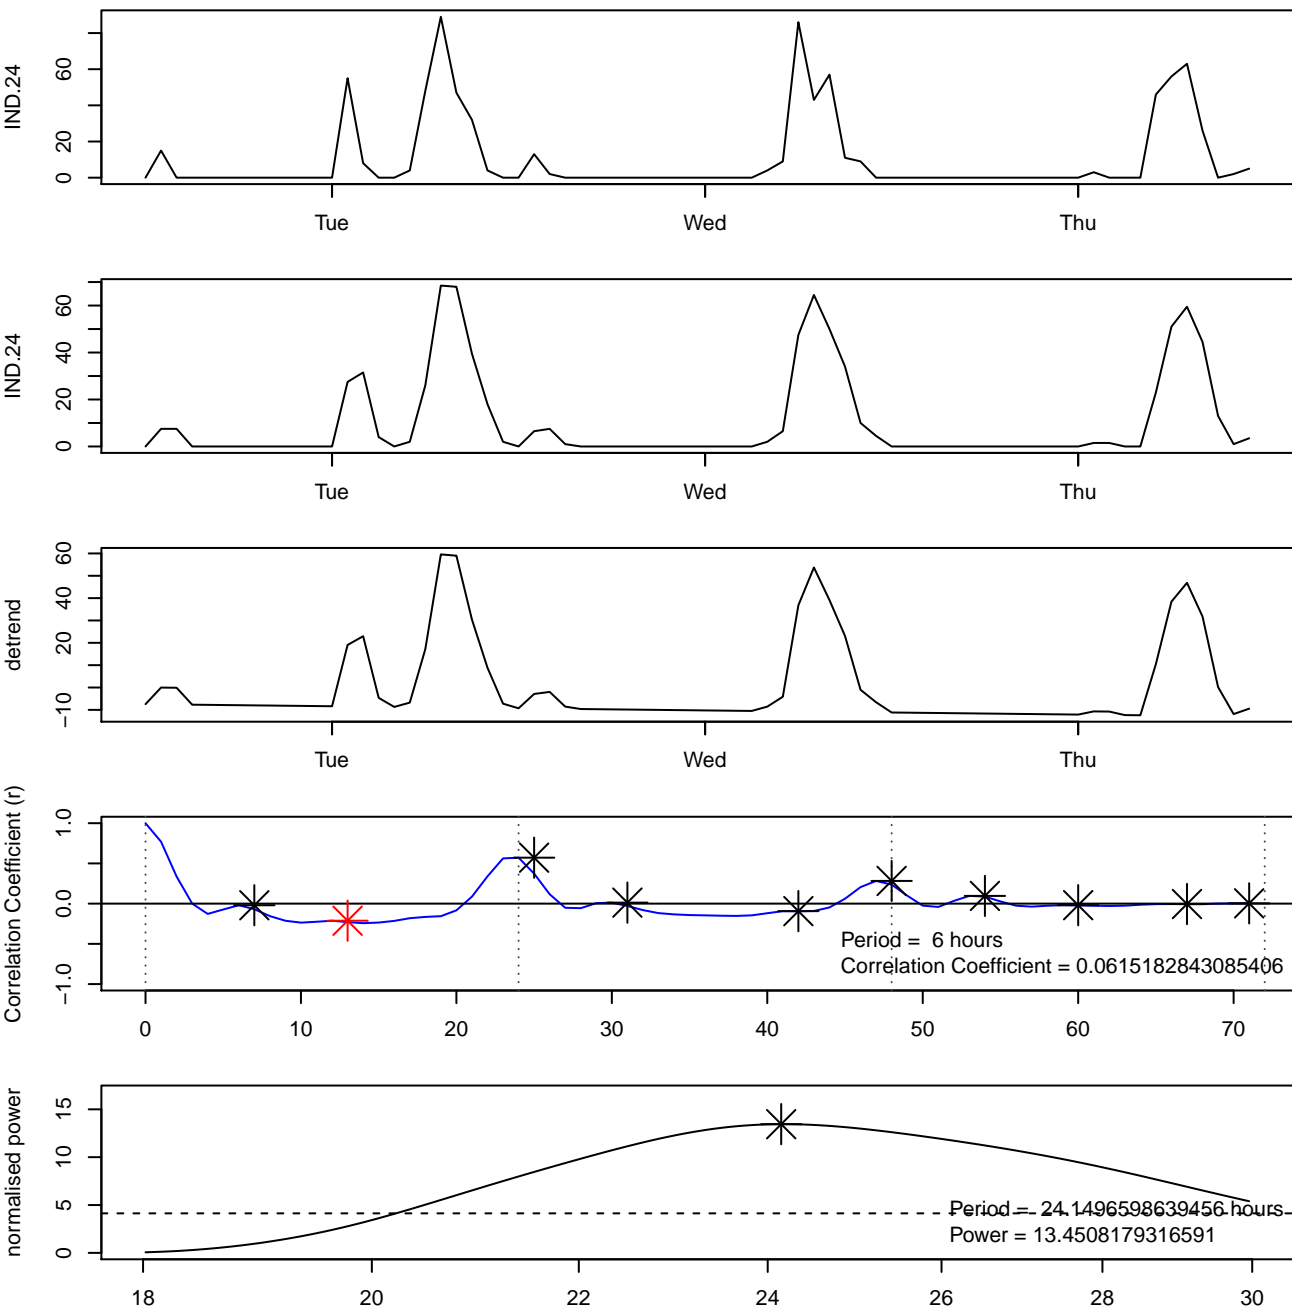 IND.24
0
20
60
Tue
Wed
Thu
IND.24
0
20
40
60
Tue
Wed
Thu
detrend
−10
20
40
60
Tue
Wed
Thu
Correlation Coefficient (r)
−1.0
0.0
1.0
Period =  6 hours
Correlation Coefficient = 0.0615182843085406
0 10 20 30 40 50 60 70
normalised power
0
5
10
15
Period =  24.1496598639456 hours
Power = 13.4508179316591
18 20 22 24 26 28 30